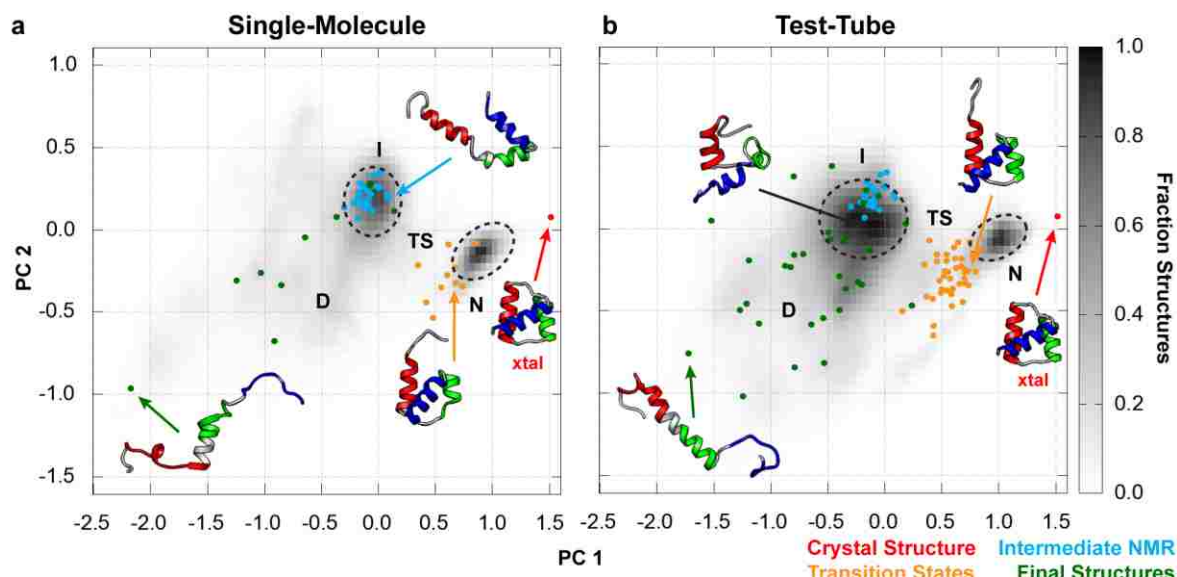 a Single-Molecule
b Test-Tube
PC 2
1.0
0.5
0.0
-0.5
-1.0
-1.5
-2.5 -2.0 -1.5 -1.0 -0.5 0.0 0.5 1.0 1.5
I
TS
D
N
xtal
I
TS
D
N
xtal
-2.5 -2.0 -1.5 -1.0 -0.5 0.0 0.5 1.0 1.5
1.0
0.8
0.6
0.4
0.2
0.0
Fraction Structures
PC 1
Crystal Structure Intermediate NMR
Transition States Final Structures